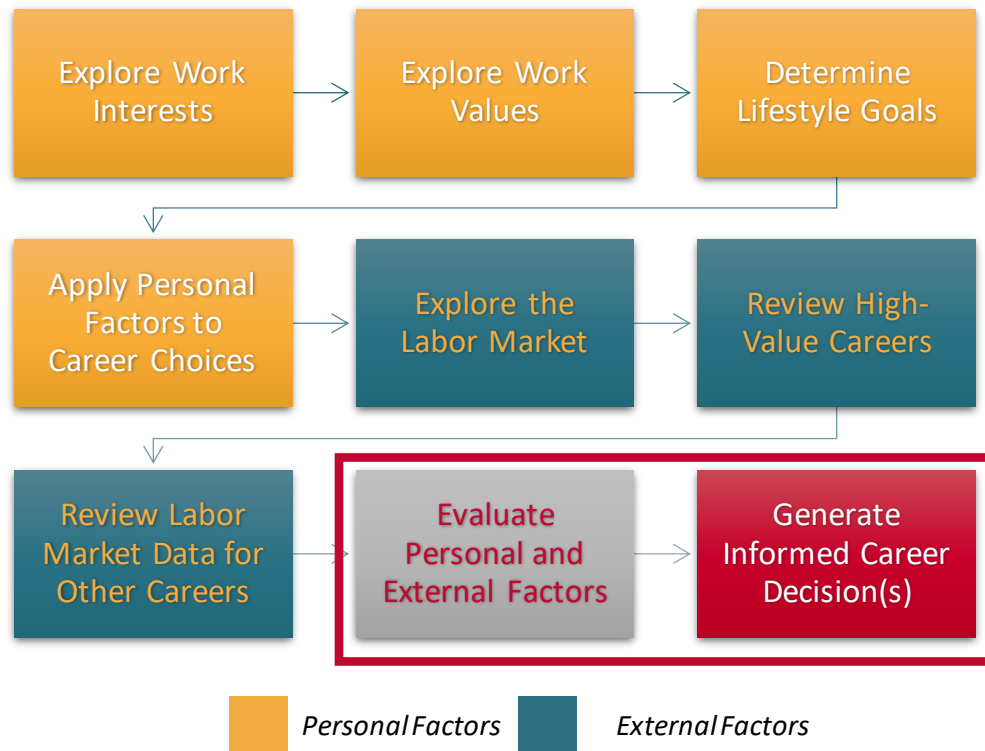 Explore Work
Interests
Explore Work
Values
Determine
Lifestyle Goals
Apply Personal
Factors to
Career Choices
Explore the
Labor Market
Review High-
Value Careers
Review Labor
Market Data for
Other Careers
Evaluate
Personal and
External Factors
Generate
Informed Career
Decision(s)
Personal Factors
External Factors